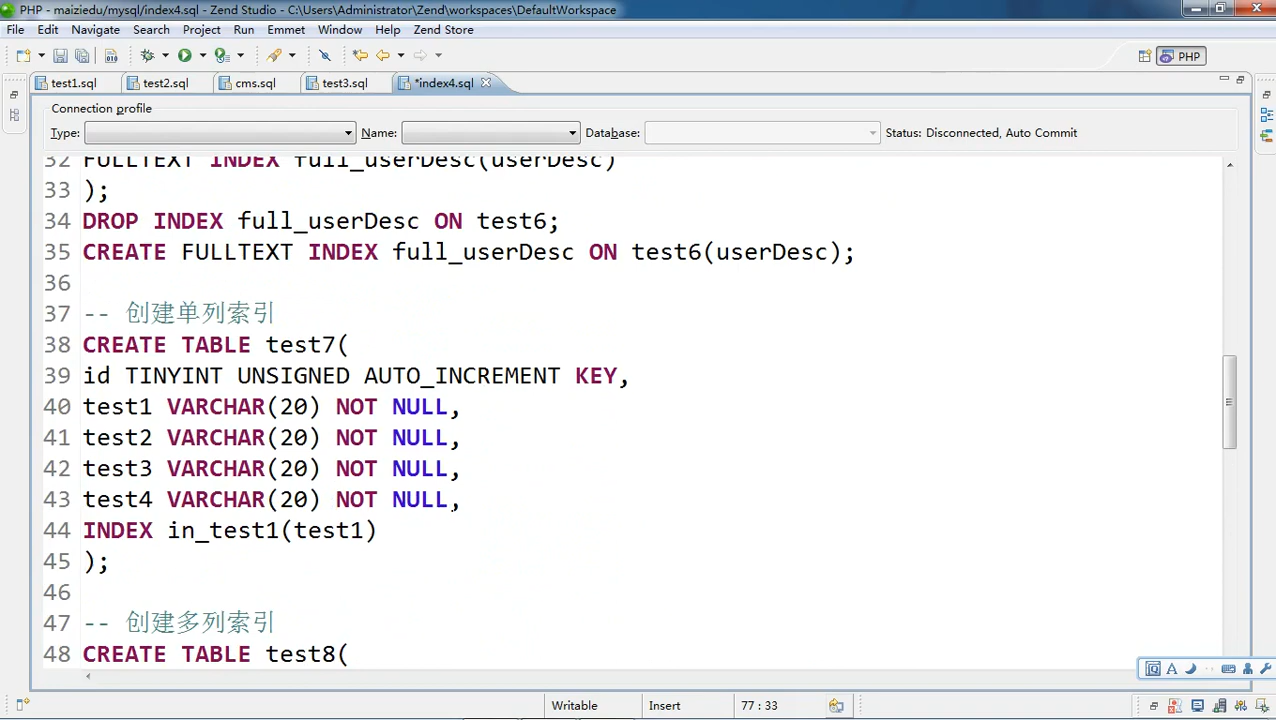 PHP - maiziedu/mysql/index4.sql - Zend Studio - C:\Users\Administrator\Zend\workspaces\DefaultWorkspace
File Edit Navigate Search Project Run Emmet Window Help Zend Store
PHP
test1.sql test2.sql cms.sql test3.sql *index4.sql
Connection profile
Type: Name: Database: Status: Disconnected, Auto Commit
32 FULLTEXT INDEX full_userDesc(userDesc)
33 );
34 DROP INDEX full_userDesc ON test6;
35 CREATE FULLTEXT INDEX full_userDesc ON test6(userDesc);
36
37 -- 创建单列索引
38 CREATE TABLE test7(
39 id TINYINT UNSIGNED AUTO_INCREMENT KEY,
40 test1 VARCHAR(20) NOT NULL,
41 test2 VARCHAR(20) NOT NULL,
42 test3 VARCHAR(20) NOT NULL,
43 test4 VARCHAR(20) NOT NULL,
44 INDEX in_test1(test1)
45 );
46
47 -- 创建多列索引
48 CREATE TABLE test8(
Writable Insert 77 : 33